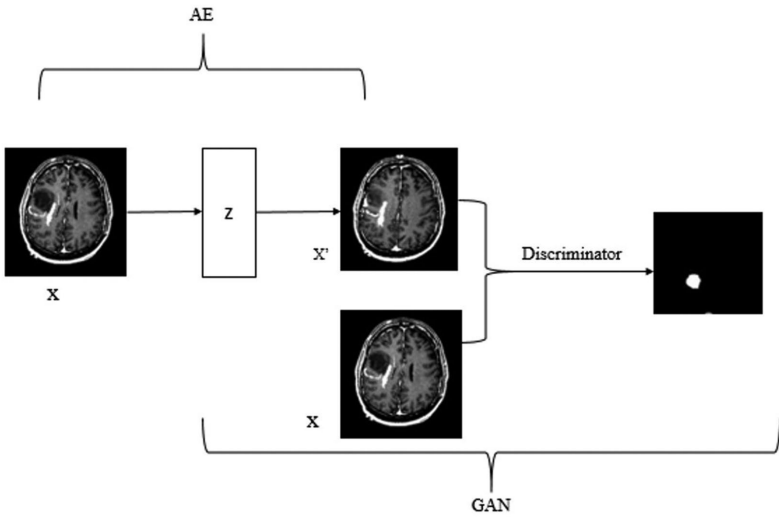 AE
Z
X'
X
Discriminator
X
GAN